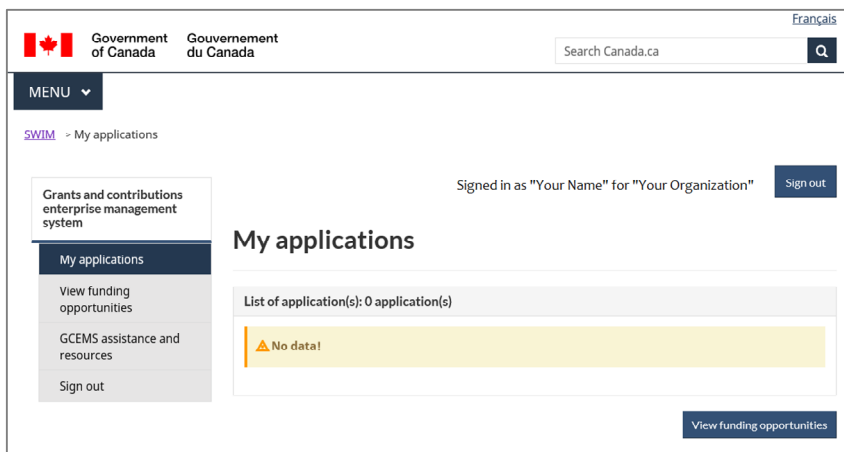 Français
Government Gouvernement
of Canada du Canada
Search Canada.ca
MENU
SWIM > My applications
Signed in as "Your Name" for "Your Organization"
Sign out
Grants and contributions
enterprise management
system
My applications
View funding
opportunities
GCEMS assistance and
resources
Sign out
My applications
List of application(s): 0 application(s)
No data!
View funding opportunities